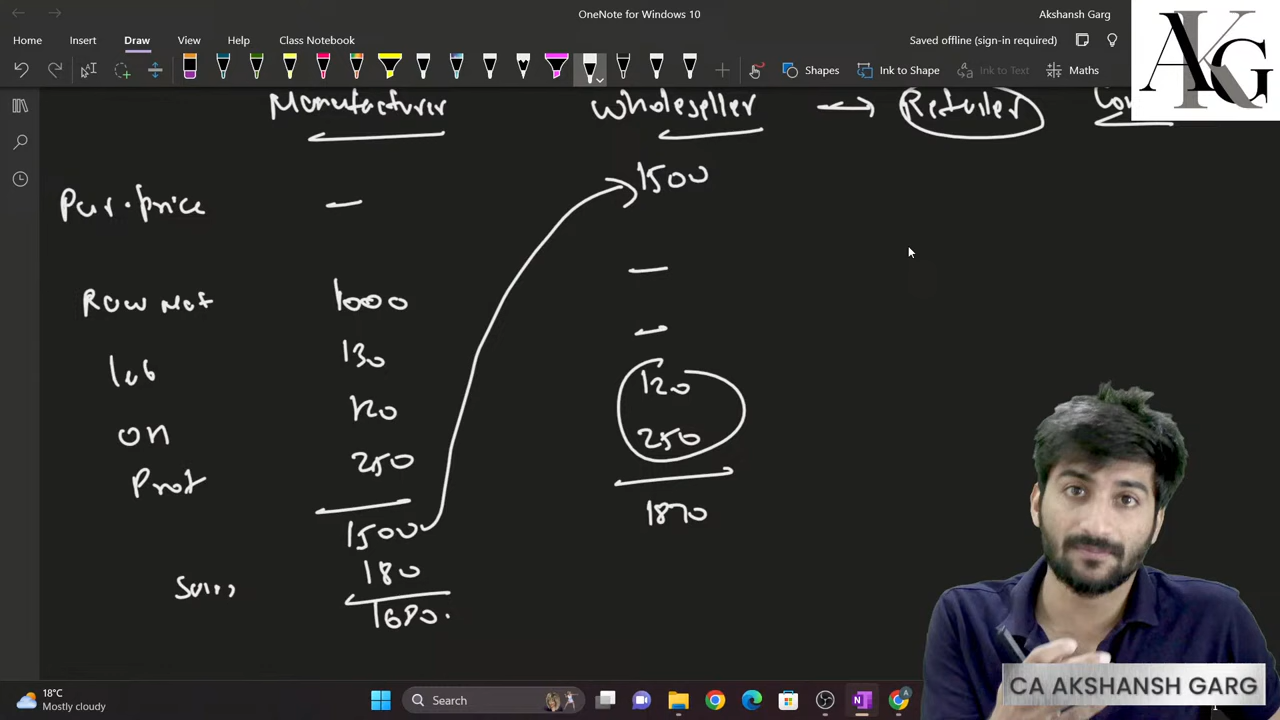 OneNote for Windows 10
Akshansh Garg
Home Insert Draw View Help Class Notebook
Saved offline (sign-in required)
Shapes Ink to Shape Ink to Text Maths
AKG
Manufacturer Wholeseller → Retailer
Pur. price — 1500
Raw Mat 1000 —
lab 130 —
OH 120 120
Prof 250 250
1500 1870
180
1680.
18°C
Mostly cloudy
Search
CA AKSHANSH GARG